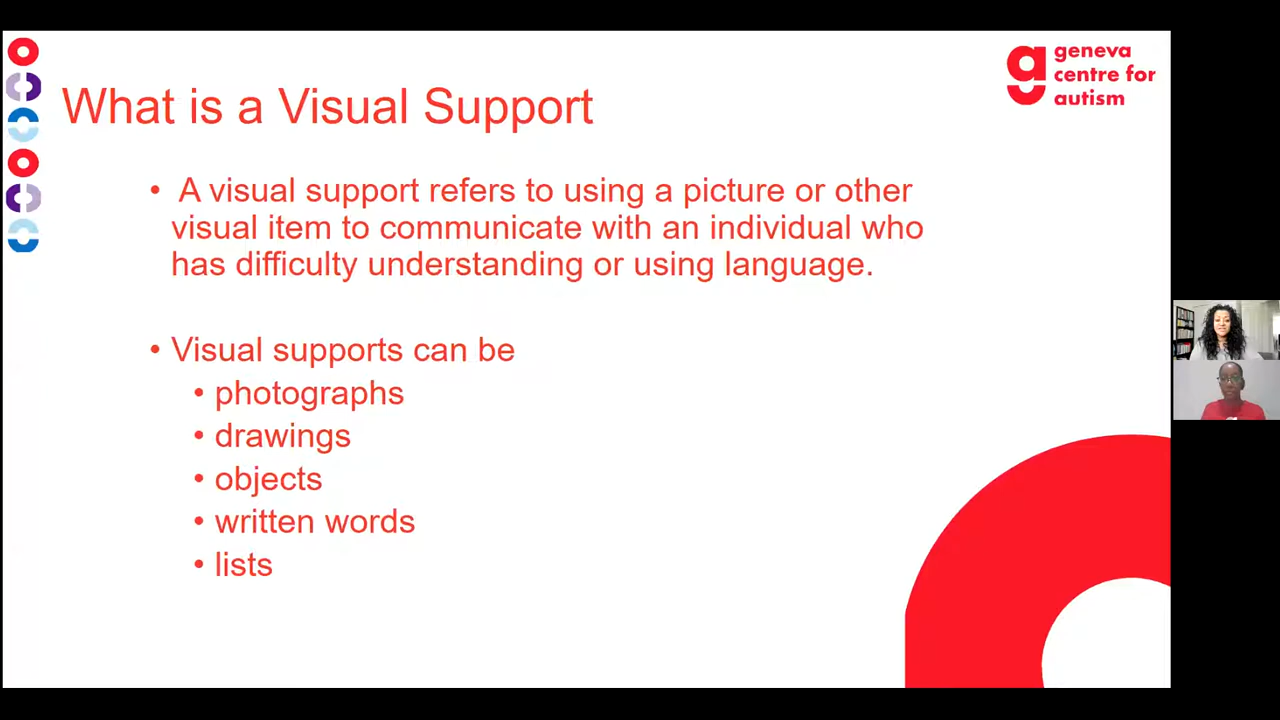 geneva
centre for
autism
What is a Visual Support
• A visual support refers to using a picture or other
visual item to communicate with an individual who
has difficulty understanding or using language.
• Visual supports can be
• photographs
• drawings
• objects
• written words
• lists